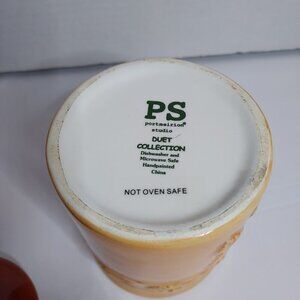 PS
portmeirion®
studio
DUET
COLLECTION
Dishwasher and
Microwave Safe
Handpainted
China
NOT OVEN SAFE